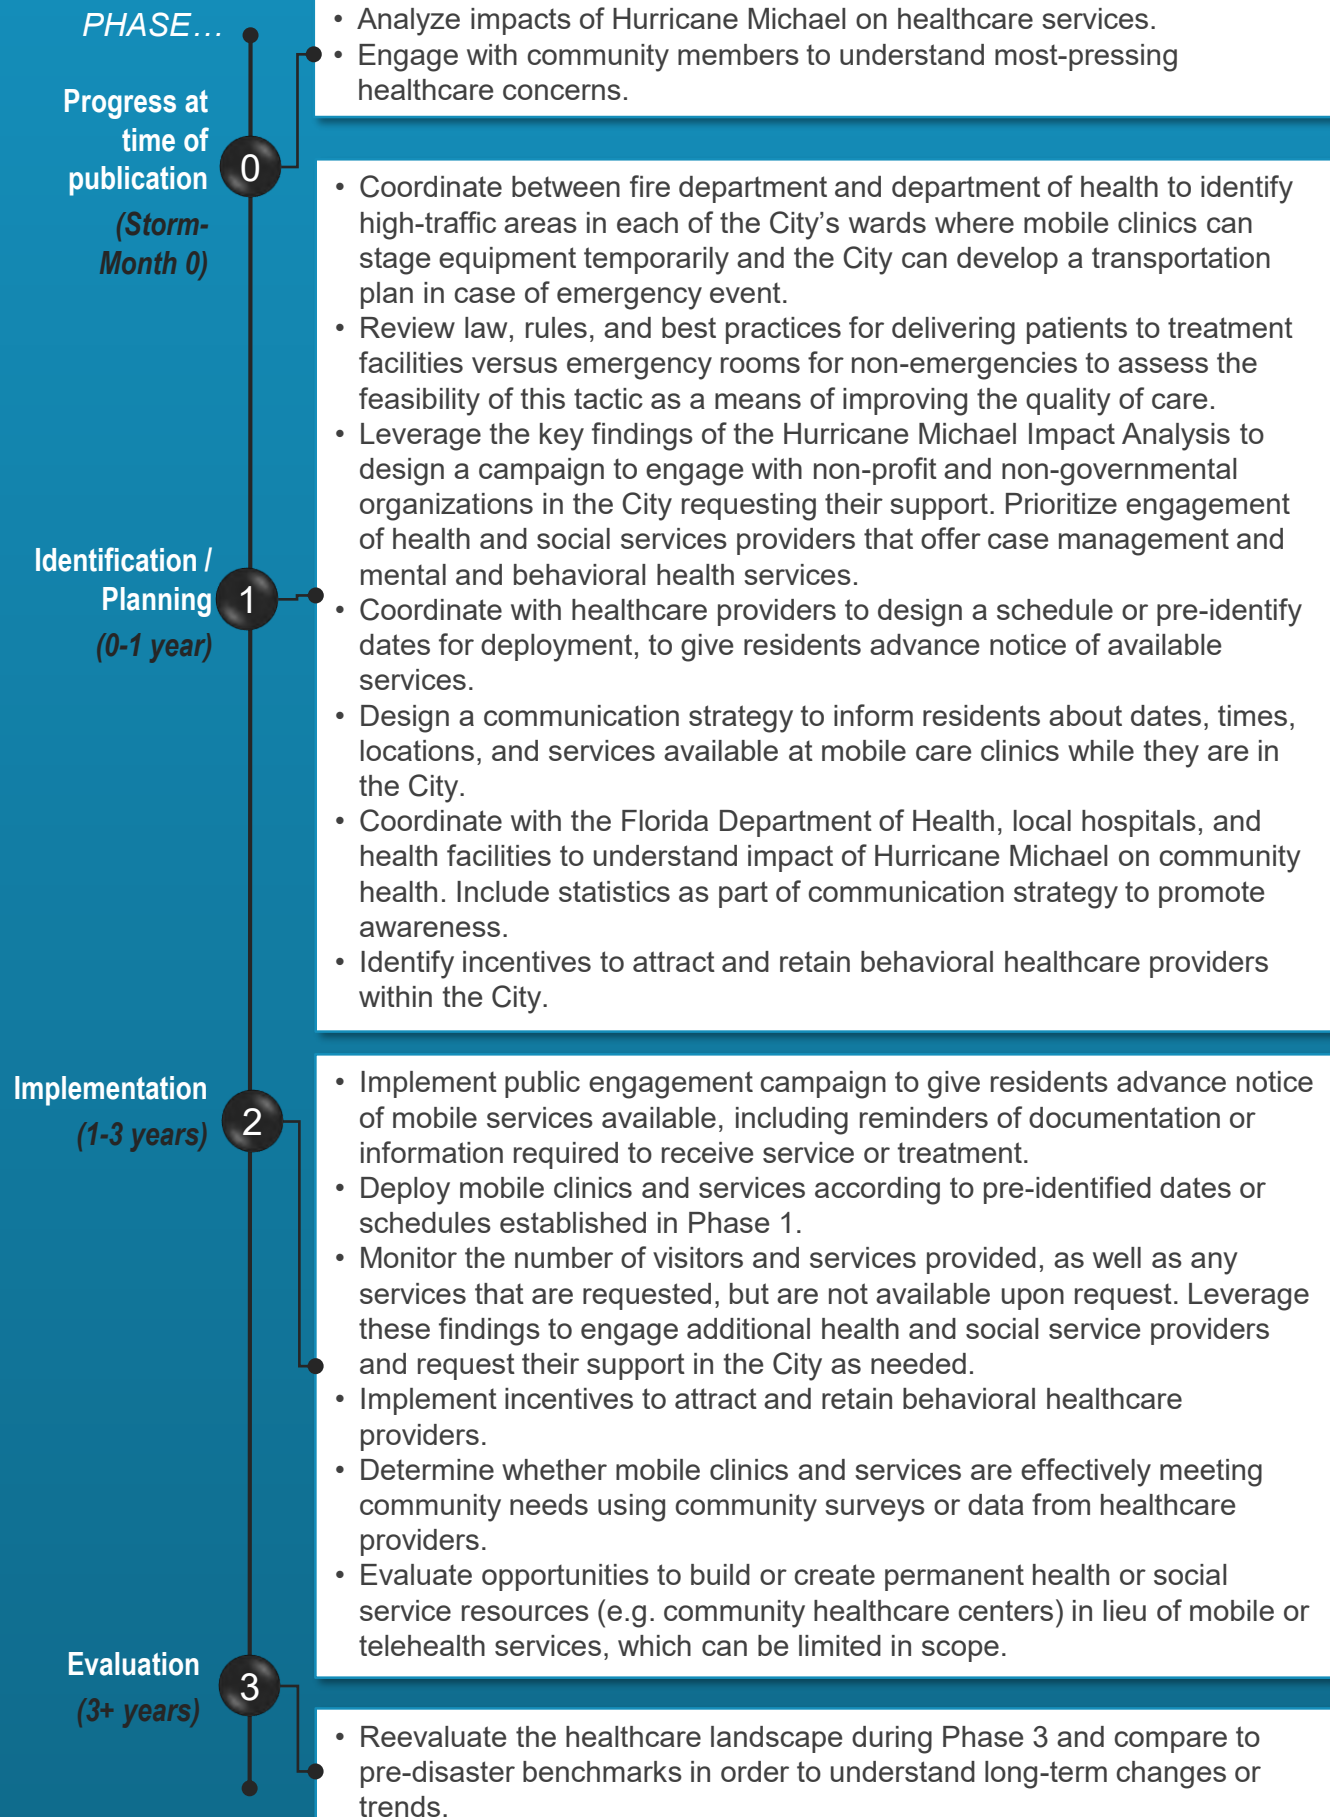 PHASE…
• Analyze impacts of Hurricane Michael on healthcare services.
• Engage with community members to understand most-pressing
healthcare concerns.
Progress at
time of
publication
(Storm-
Month 0)
0
• Coordinate between fire department and department of health to identify
high-traffic areas in each of the City’s wards where mobile clinics can
stage equipment temporarily and the City can develop a transportation
plan in case of emergency event.
• Review law, rules, and best practices for delivering patients to treatment
facilities versus emergency rooms for non-emergencies to assess the
feasibility of this tactic as a means of improving the quality of care.
• Leverage the key findings of the Hurricane Michael Impact Analysis to
design a campaign to engage with non-profit and non-governmental
organizations in the City requesting their support. Prioritize engagement
of health and social services providers that offer case management and
mental and behavioral health services.
• Coordinate with healthcare providers to design a schedule or pre-identify
dates for deployment, to give residents advance notice of available
services.
• Design a communication strategy to inform residents about dates, times,
locations, and services available at mobile care clinics while they are in
the City.
• Coordinate with the Florida Department of Health, local hospitals, and
health facilities to understand impact of Hurricane Michael on community
health. Include statistics as part of communication strategy to promote
awareness.
• Identify incentives to attract and retain behavioral healthcare providers
within the City.
Identification /
Planning
(0-1 year)
1
Implementation
(1-3 years)
2
• Implement public engagement campaign to give residents advance notice
of mobile services available, including reminders of documentation or
information required to receive service or treatment.
• Deploy mobile clinics and services according to pre-identified dates or
schedules established in Phase 1.
• Monitor the number of visitors and services provided, as well as any
services that are requested, but are not available upon request. Leverage
these findings to engage additional health and social service providers
and request their support in the City as needed.
• Implement incentives to attract and retain behavioral healthcare
providers.
• Determine whether mobile clinics and services are effectively meeting
community needs using community surveys or data from healthcare
providers.
• Evaluate opportunities to build or create permanent health or social
service resources (e.g. community healthcare centers) in lieu of mobile or
telehealth services, which can be limited in scope.
Evaluation
(3+ years)
3
• Reevaluate the healthcare landscape during Phase 3 and compare to
pre-disaster benchmarks in order to understand long-term changes or
trends.